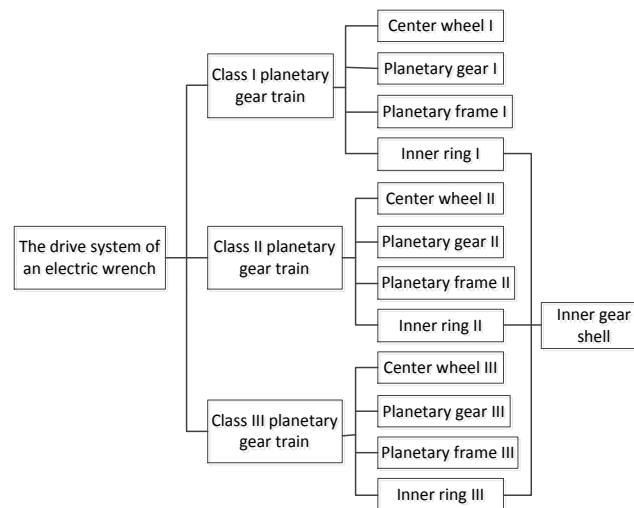 Center wheel I
Class I planetary
gear train
Planetary gear I
Planetary frame I
Inner ring I
Center wheel II
The drive system of
an electric wrench
Class II planetary
gear train
Planetary gear II
Planetary frame II
Inner ring II
Inner gear
shell
Center wheel III
Class III planetary
gear train
Planetary gear III
Planetary frame III
Inner ring III